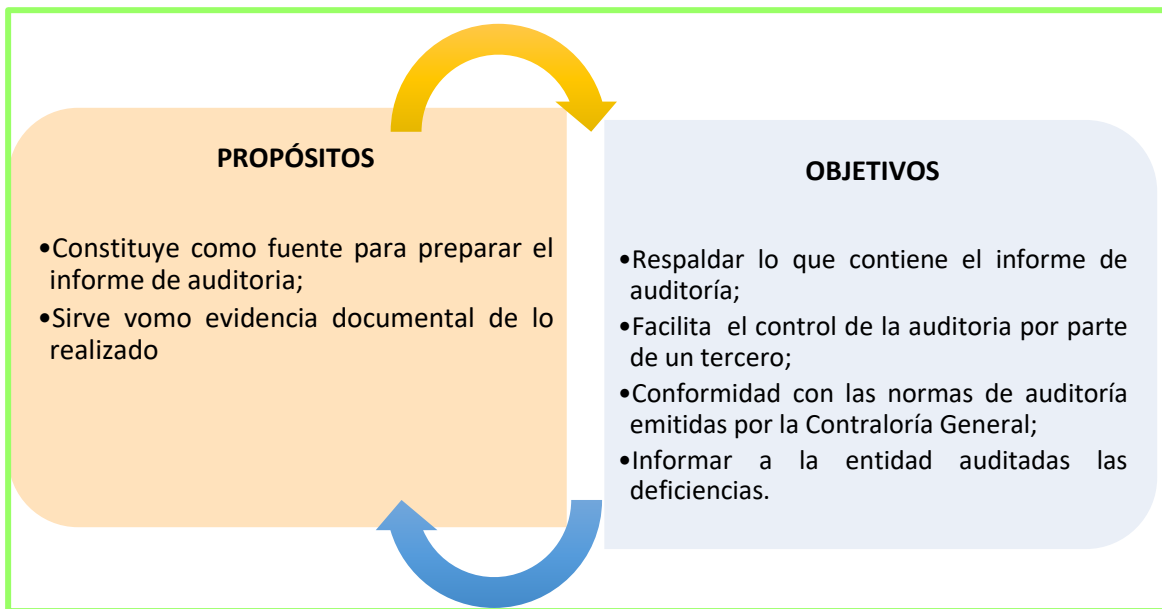 PROPÓSITOS
•Constituye como fuente para preparar el
informe de auditoria;
•Sirve vomo evidencia documental de lo
realizado
OBJETIVOS
•Respaldar lo que contiene el informe de
auditoría;
•Facilita el control de la auditoria por parte
de un tercero;
•Conformidad con las normas de auditoría
emitidas por la Contraloría General;
•Informar a la entidad auditadas las
deficiencias.